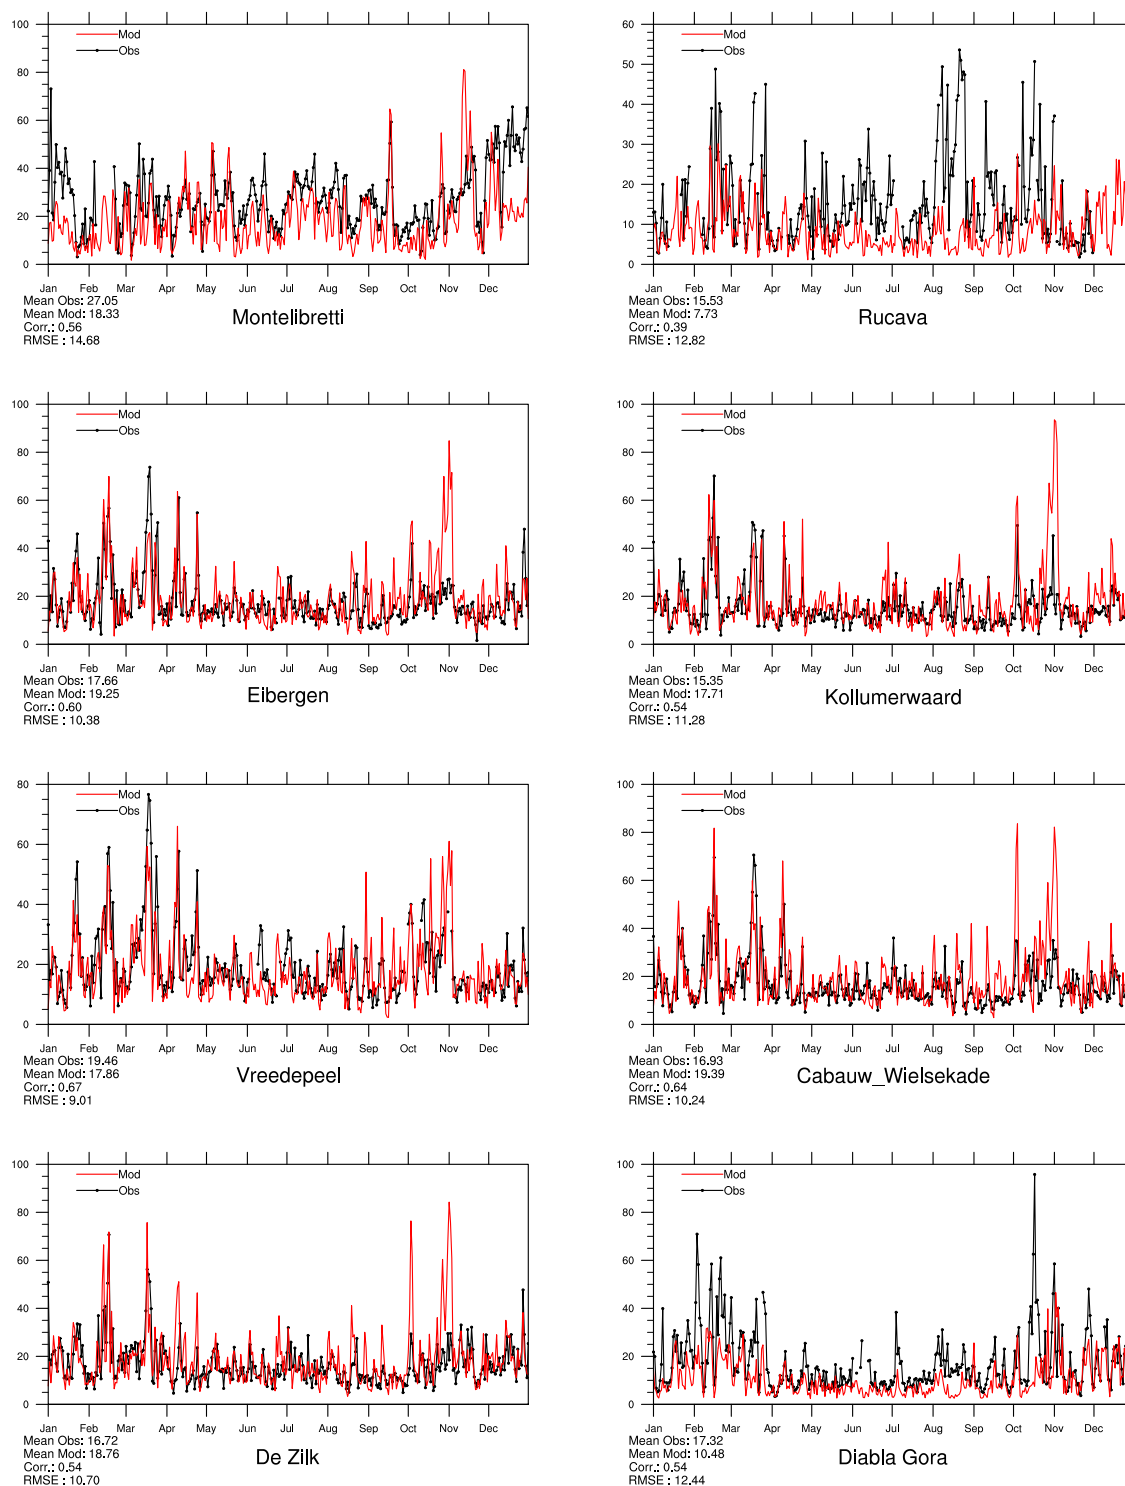 100
80
60
40
20
0
Mod
Obs
Jan Feb Mar Apr May Jun Jul Aug Sep Oct Nov Dec
Mean Obs: 27.05
Mean Mod: 18.33
Corr.: 0.56
RMSE : 14.68
Montelibretti
60
50
40
30
20
10
0
Mod
Obs
Jan Feb Mar Apr May Jun Jul Aug Sep Oct Nov Dec
Mean Obs: 15.53
Mean Mod: 7.73
Corr.: 0.39
RMSE : 12.82
Rucava
100
80
60
40
20
0
Mod
Obs
Jan Feb Mar Apr May Jun Jul Aug Sep Oct Nov Dec
Mean Obs: 17.66
Mean Mod: 19.25
Corr.: 0.60
RMSE : 10.38
Eibergen
100
80
60
40
20
0
Mod
Obs
Jan Feb Mar Apr May Jun Jul Aug Sep Oct Nov Dec
Mean Obs: 15.35
Mean Mod: 17.71
Corr.: 0.54
RMSE : 11.28
Kollumerwaard
80
60
40
20
0
Mod
Obs
Jan Feb Mar Apr May Jun Jul Aug Sep Oct Nov Dec
Mean Obs: 19.46
Mean Mod: 17.86
Corr.: 0.67
RMSE : 9.01
Vreedepeel
100
80
60
40
20
0
Mod
Obs
Jan Feb Mar Apr May Jun Jul Aug Sep Oct Nov Dec
Mean Obs: 16.93
Mean Mod: 19.39
Corr.: 0.64
RMSE : 10.24
Cabauw_Wielsekade
100
80
60
40
20
0
Mod
Obs
Jan Feb Mar Apr May Jun Jul Aug Sep Oct Nov Dec
Mean Obs: 16.72
Mean Mod: 18.76
Corr.: 0.54
RMSE : 10.70
De Zilk
100
80
60
40
20
0
Mod
Obs
Jan Feb Mar Apr May Jun Jul Aug Sep Oct Nov Dec
Mean Obs: 17.32
Mean Mod: 10.48
Corr.: 0.54
RMSE : 12.44
Diabla Gora